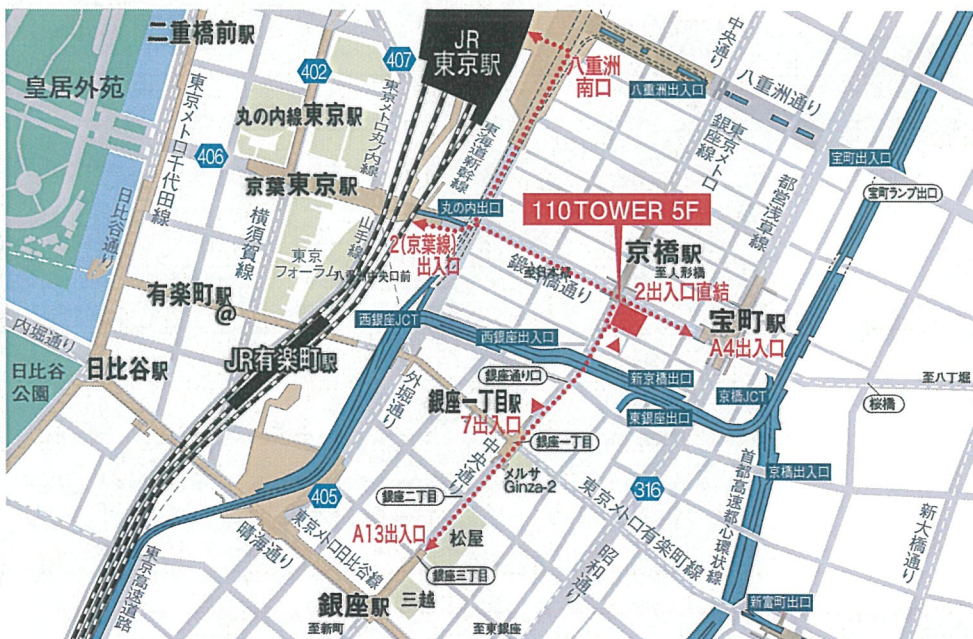 二重橋前駅
皇居外苑
402
407
JR
東京駅
八重洲
南口
八重洲出入口
中央通り
八重洲通り
東京メトロ千代田線
丸の内線東京駅
東京メトロ丸ノ内線
東海道新幹線
東京メトロ
銀座線
都営浅草線
宝町出入口
宝町ランプ出口
406
京葉東京駅
丸の内出口
110 TOWER 5F
日比谷通り
横須賀線
山手線
2(京葉線)
出入口
京橋駅
至人形橋
2出入口直結
東京
フォーラム
宝町駅
A4出入口
有楽町駅
@
西銀座JCT
西銀座出入口
内堀通り
日比谷駅
JR有楽町駅
日比谷
公園
外堀通り
銀座通り口
新京橋出口
京橋JCT
至八丁堀
桜橋
銀座一丁目駅
7出入口
東銀座出口
中央通り
銀座一丁目
メルサ
Ginza-2
京橋出入口
405
銀座二丁目
316
首都高速都心環状線
新大橋通り
晴海通り
東京メトロ日比谷線
A13出入口
松屋
東京メトロ有楽町線
昭和通り
銀座三丁目
東京高速道路
銀座駅
三越
新富町出口
至新町
至東銀座